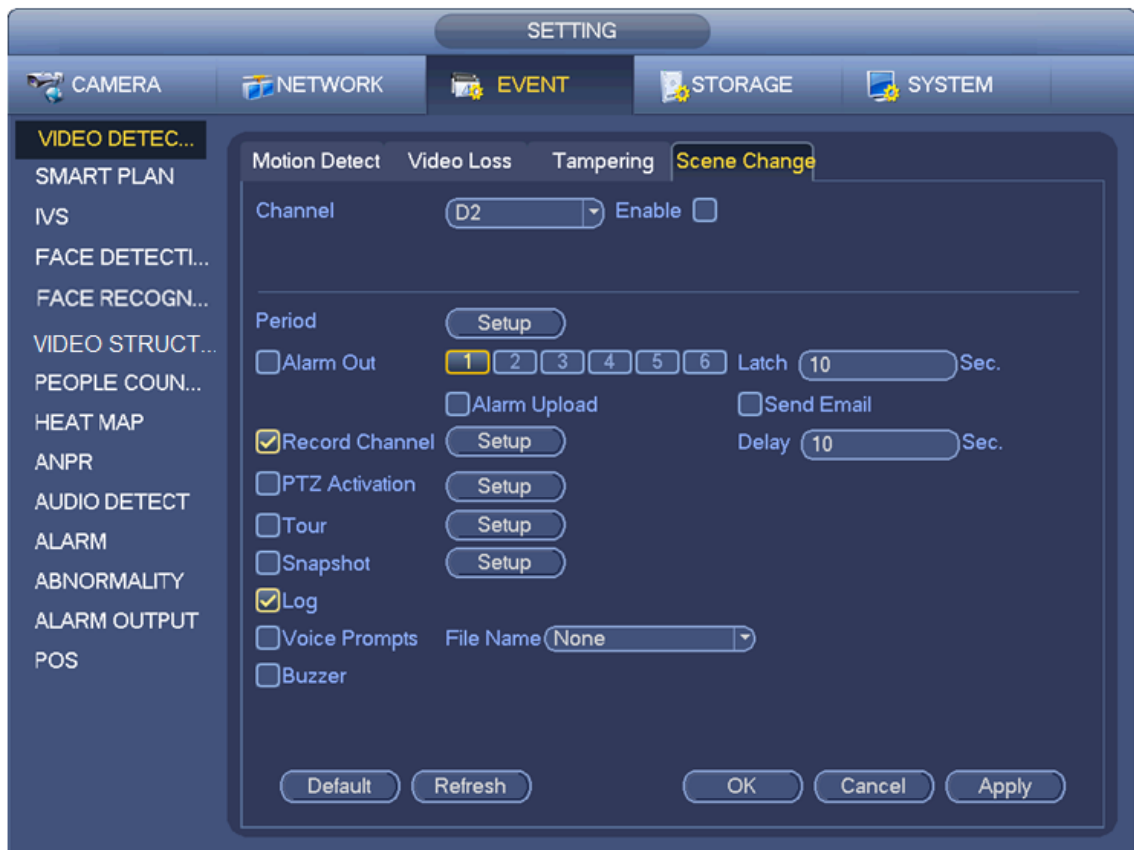 SETTING
CAMERA NETWORK EVENT STORAGE SYSTEM
VIDEO DETEC...
SMART PLAN
IVS
FACE DETECTI...
FACE RECOGN...
VIDEO STRUCT...
PEOPLE COUN...
HEAT MAP
ANPR
AUDIO DETECT
ALARM
ABNORMALITY
ALARM OUTPUT
POS
Motion Detect Video Loss Tampering Scene Change
Channel D2 Enable
Period Setup
Alarm Out 1 2 3 4 5 6 Latch 10 Sec.
Alarm Upload Send Email
Record Channel Setup Delay 10 Sec.
PTZ Activation Setup
Tour Setup
Snapshot Setup
Log
Voice Prompts File Name None
Buzzer
Default Refresh OK Cancel Apply